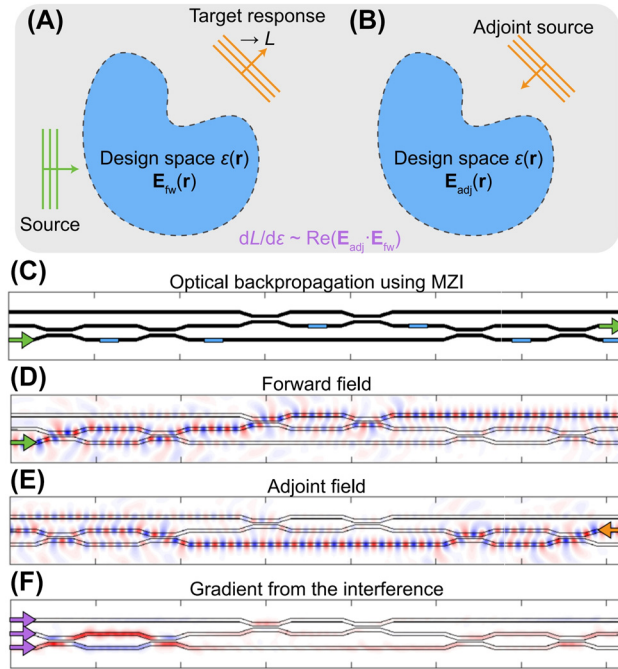 (A)
Target response
→ L
Design space ε(r)
E_fw(r)
Source
(B)
Adjoint source
Design space ε(r)
E_adj(r)
dL/dε ~ Re(E_adj·E_fw)
(C)
Optical backpropagation using MZI
(D)
Forward field
(E)
Adjoint field
(F)
Gradient from the interference